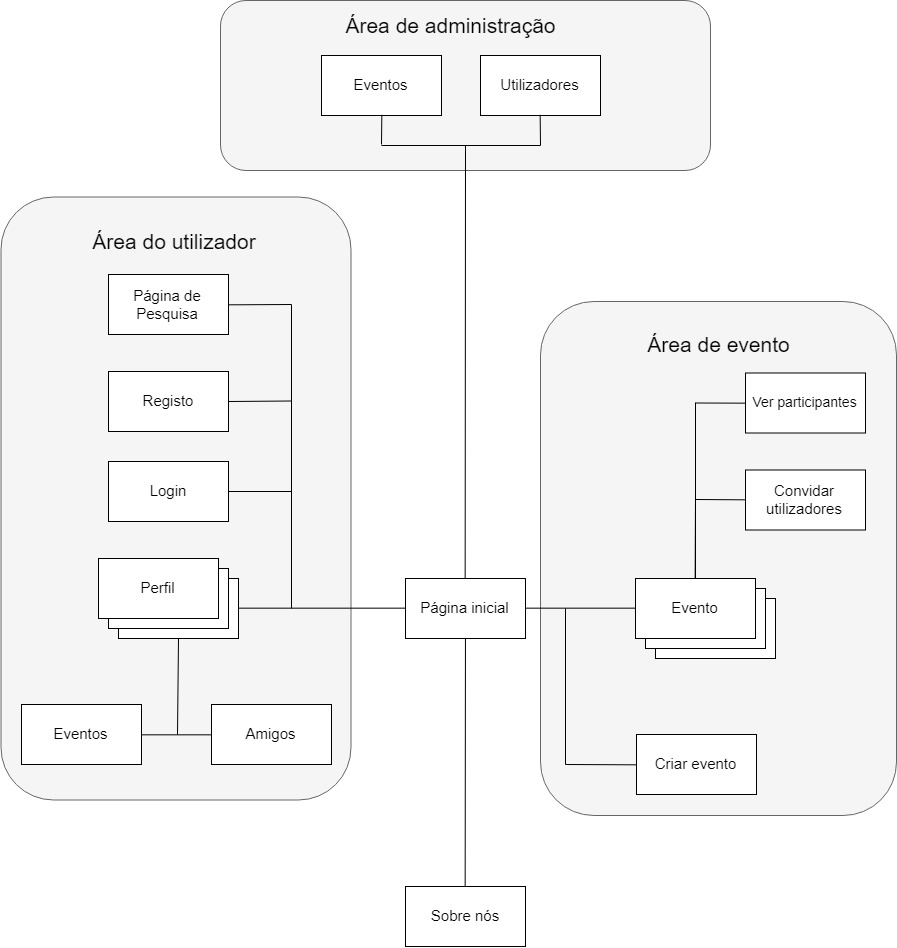 Área de administração
Eventos
Utilizadores
Área do utilizador
Página de
Pesquisa
Registo
Login
Perfil
Eventos
Amigos
Página inicial
Área de evento
Ver participantes
Convidar
utilizadores
Evento
Criar evento
Sobre nós